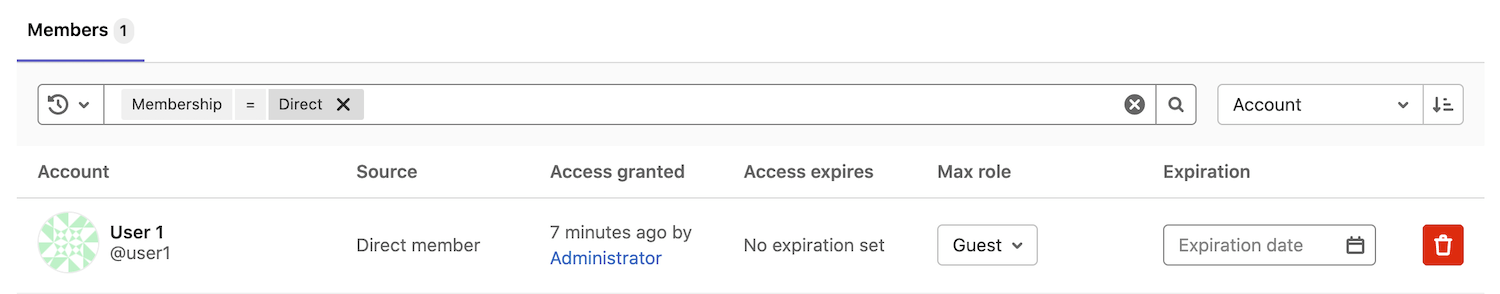 Members 1
Membership = Direct
Account
Account Source Access granted Access expires Max role Expiration
User 1
@user1
Direct member
7 minutes ago by
Administrator
No expiration set
Guest
Expiration date